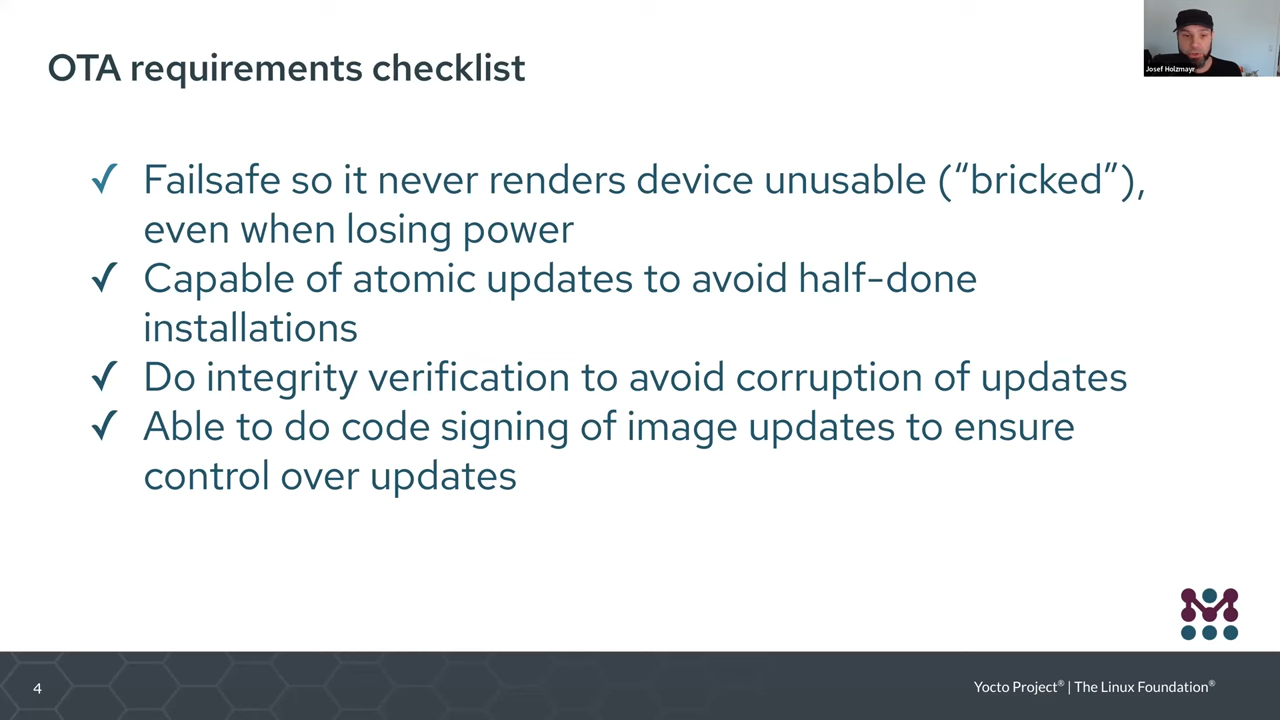 OTA requirements checklist
Josef Holzmayr
✓ Failsafe so it never renders device unusable (“bricked”),
even when losing power
✓ Capable of atomic updates to avoid half-done
installations
✓ Do integrity verification to avoid corruption of updates
✓ Able to do code signing of image updates to ensure
control over updates
4
Yocto Project® | The Linux Foundation®